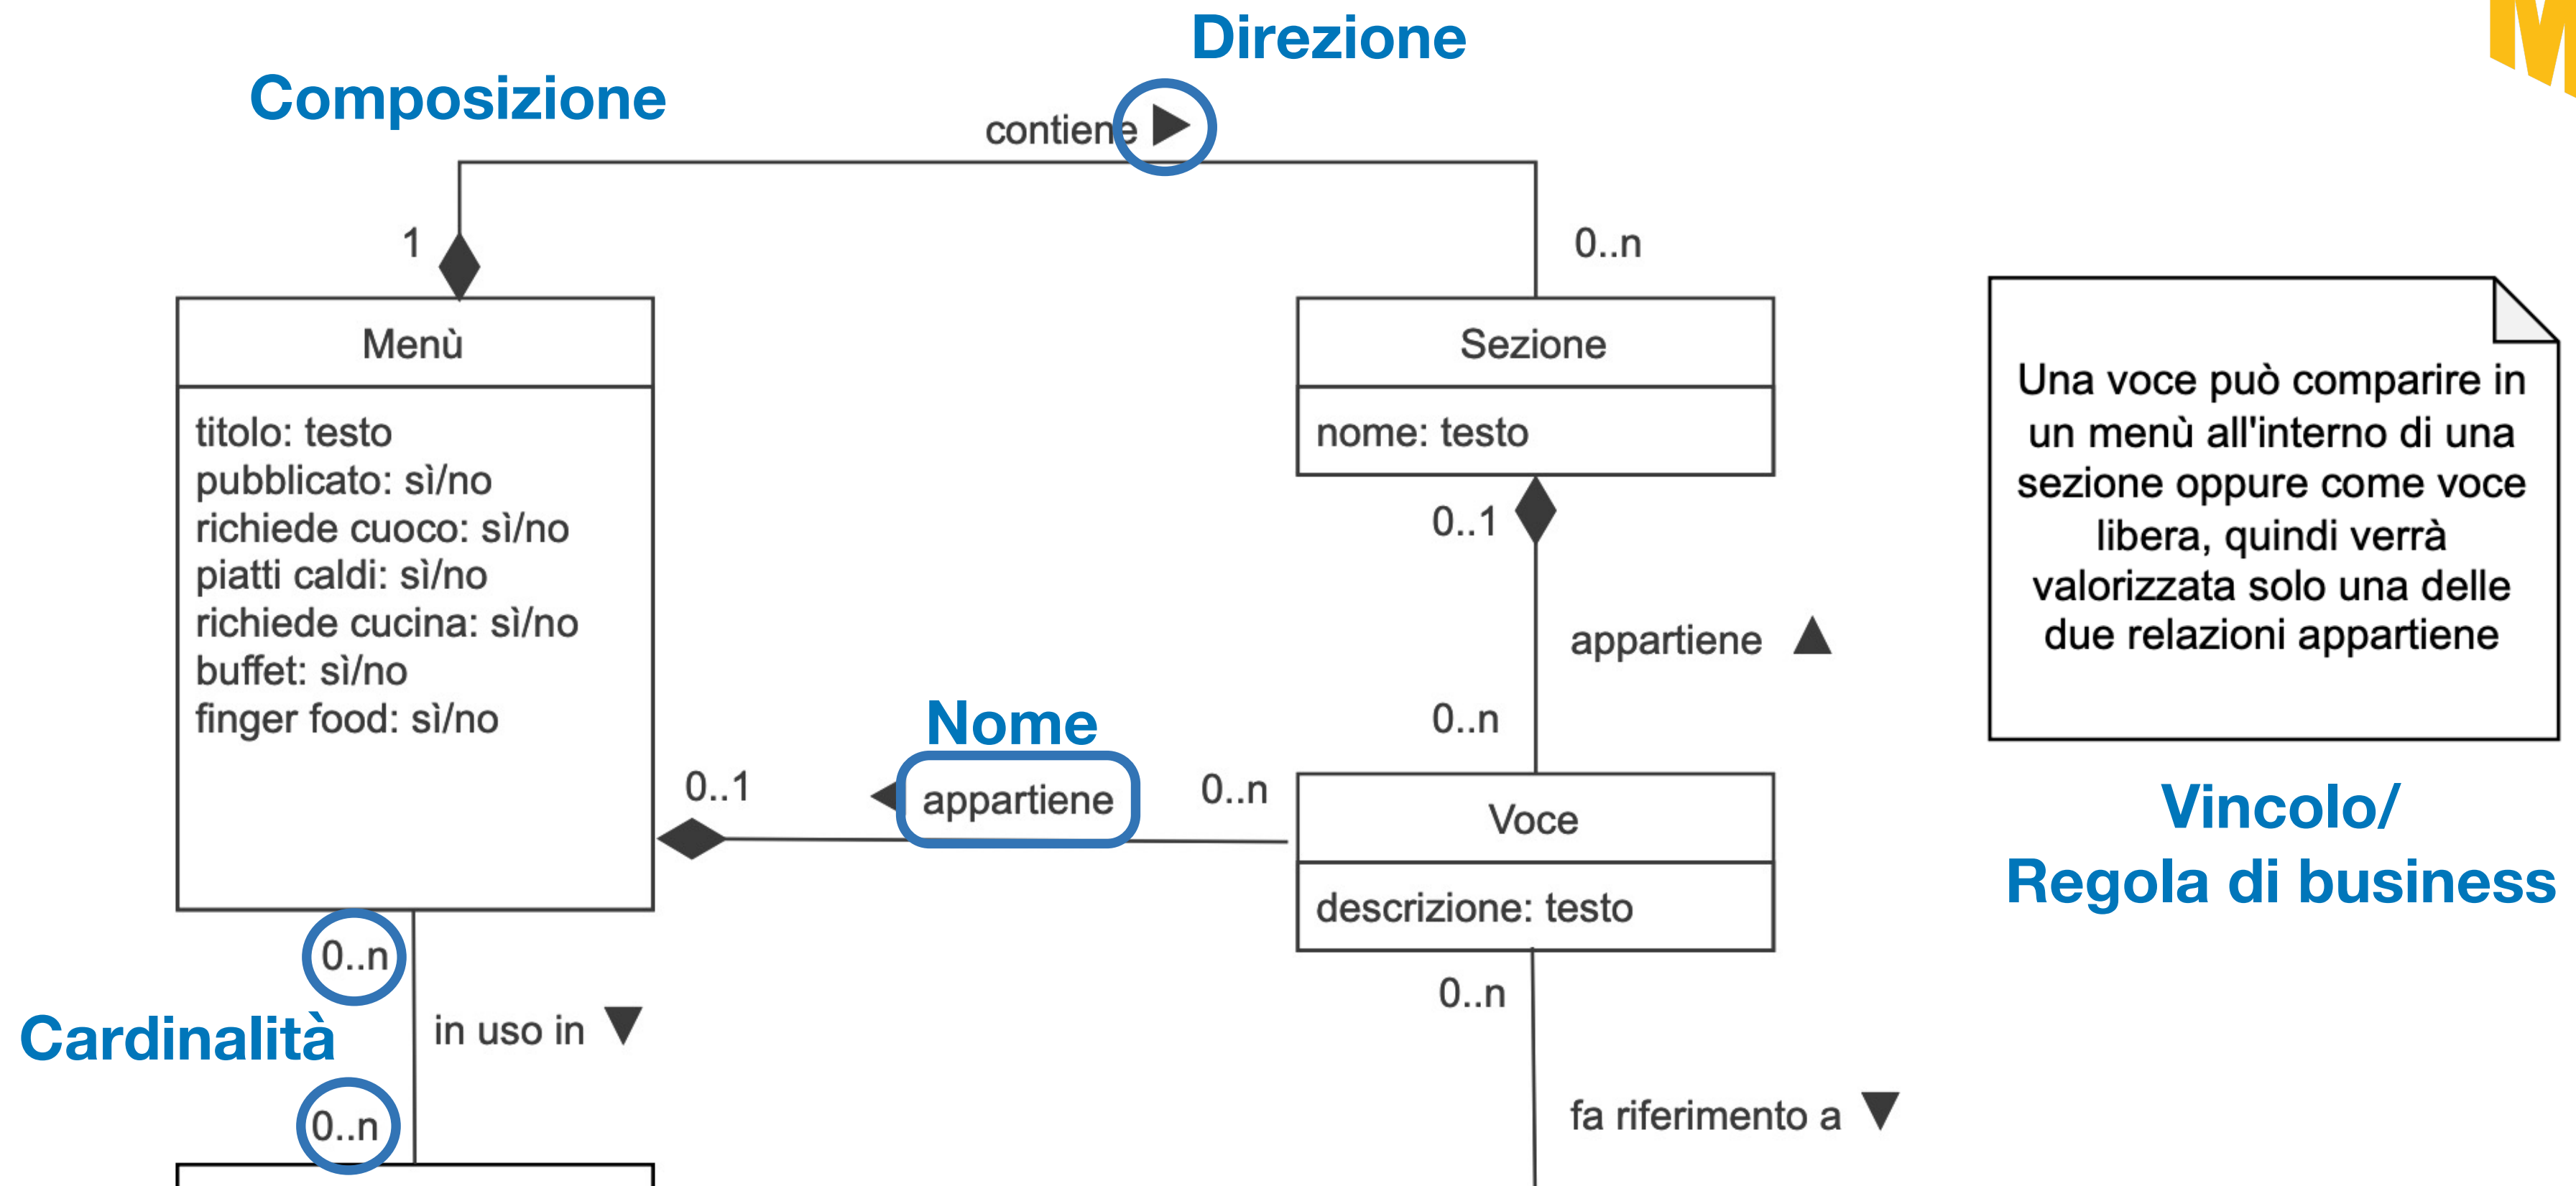 Direzione
Composizione
contiene
1
0..n
Menù
titolo: testo
pubblicato: sì/no
richiede cuoco: sì/no
piatti caldi: sì/no
richiede cucina: sì/no
buffet: sì/no
finger food: sì/no
Sezione
nome: testo
0..1
appartiene
0..n
Una voce può comparire in
un menù all'interno di una
sezione oppure come voce
libera, quindi verrà
valorizzata solo una delle
due relazioni appartiene
Vincolo/
Regola di business
Nome
0..1
appartiene
0..n
Voce
descrizione: testo
0..n
in uso in
Cardinalità
0..n
0..n
fa riferimento a
M